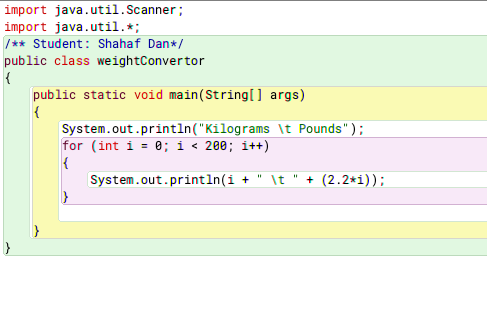 import java.util.Scanner;
import java.util.*;
/** Student: Shahaf Dan*/
public class weightConvertor
{
public static void main(String[] args)
{
System.out.println("Kilograms \t Pounds");
for (int i = 0; i < 200; i++)
{
System.out.println(i + " \t " + (2.2*i));
}
}
}